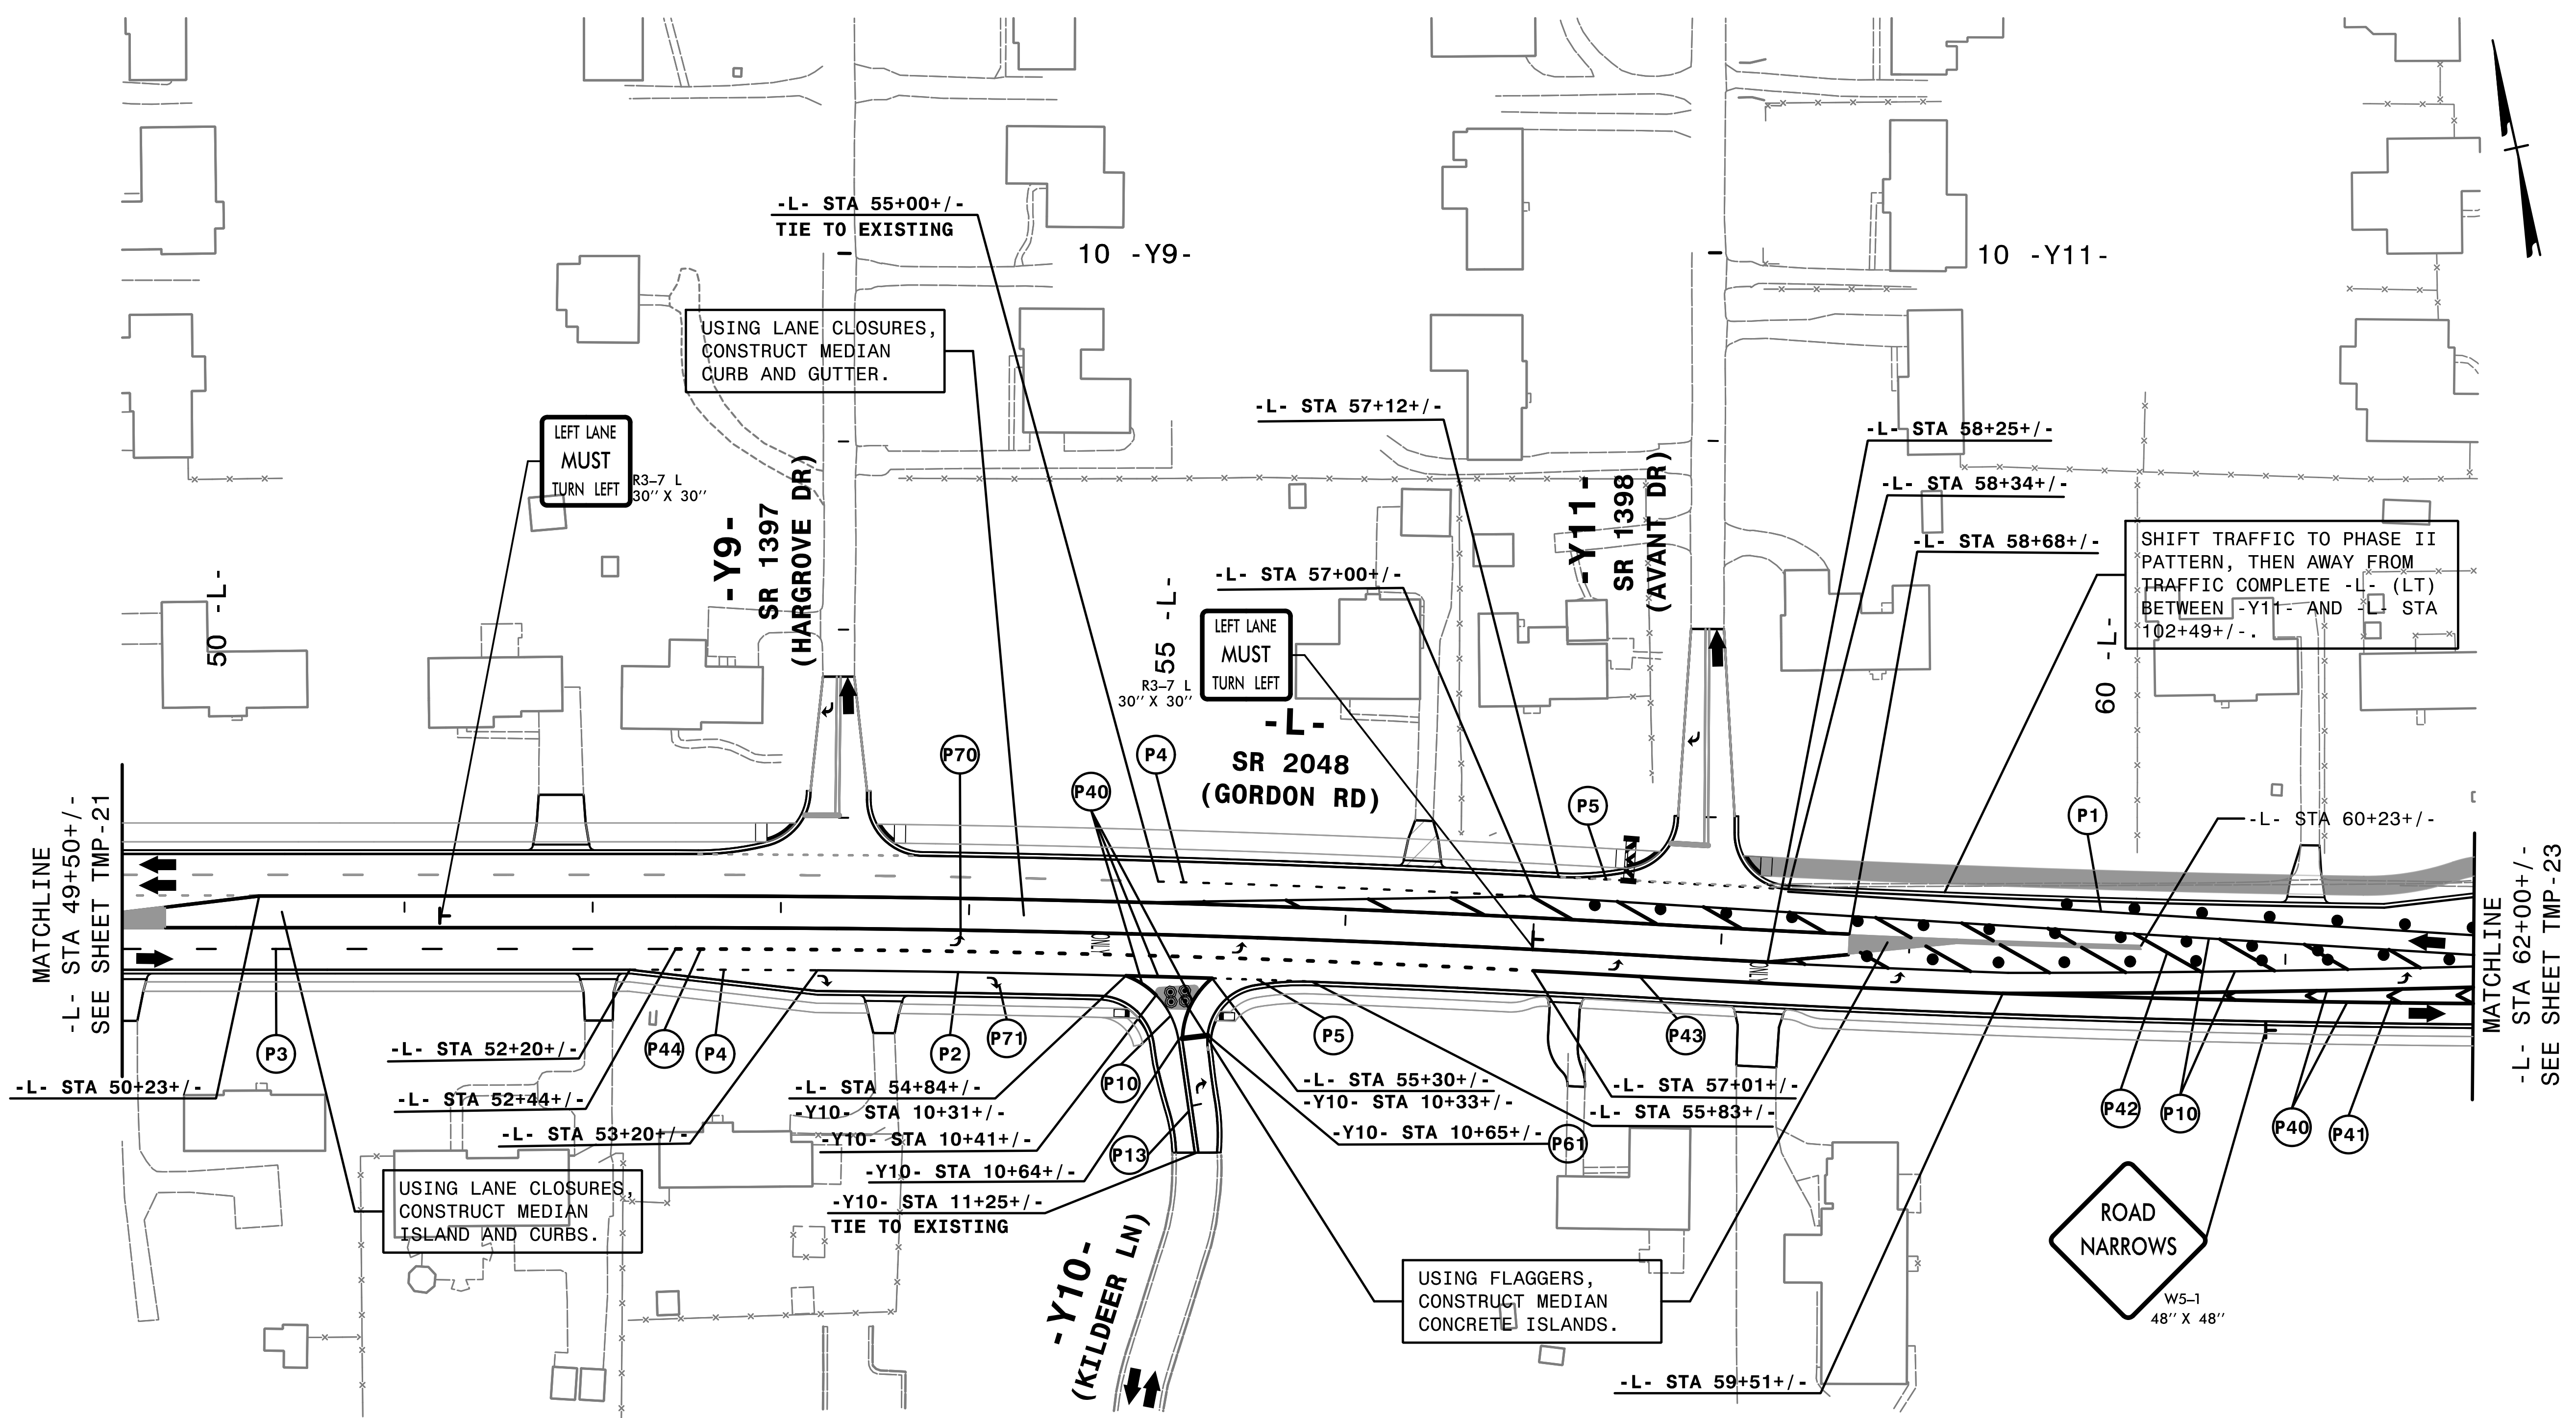 -L- STA 55+00+/-
TIE TO EXISTING
10 -Y9-
10 -Y11-
USING LANE CLOSURES,
CONSTRUCT MEDIAN
CURB AND GUTTER.
LEFT LANE
MUST
TURN LEFT
R3-7 L
30" X 30"
-Y9-
SR 1397
(HARGROVE DR)
-L- STA 57+12+/-
-L- STA 58+25+/-
-L- STA 58+34+/-
-L- STA 58+68+/-
-Y11-
SR 1398
(AVANT DR)
SHIFT TRAFFIC TO PHASE II
PATTERN, THEN AWAY FROM
TRAFFIC COMPLETE -L- (LT)
BETWEEN -Y11- AND -L- STA
102+49+/-.
50 -L-
55 -L-
60 -L-
-L- STA 57+00+/-
LEFT LANE
MUST
TURN LEFT
R3-7 L
30" X 30"
-L-
SR 2048
(GORDON RD)
P70
P40
P4
P5
P1
-L- STA 60+23+/-
MATCHLINE
-L- STA 49+50+/-
SEE SHEET TMP-21
MATCHLINE
-L- STA 62+00+/-
SEE SHEET TMP-23
INC.
INC.
P3
-L- STA 50+23+/-
-L- STA 52+20+/-
-L- STA 52+44+/-
-L- STA 53+20+/-
P44
P4
P2
P71
P10
P13
-L- STA 54+84+/-
-Y10- STA 10+31+/-
-Y10- STA 10+41+/-
-Y10- STA 10+64+/-
-Y10- STA 11+25+/-
TIE TO EXISTING
P5
-L- STA 55+30+/-
-Y10- STA 10+33+/-
-Y10- STA 10+65+/-
P61
P43
-L- STA 57+01+/-
-L- STA 55+83+/-
P42
P10
P40
P41
USING LANE CLOSURES,
CONSTRUCT MEDIAN
ISLAND AND CURBS.
-Y10-
(KILDEER LN)
USING FLAGGERS,
CONSTRUCT MEDIAN
CONCRETE ISLANDS.
ROAD
NARROWS
W5-1
48" X 48"
-L- STA 59+51+/-